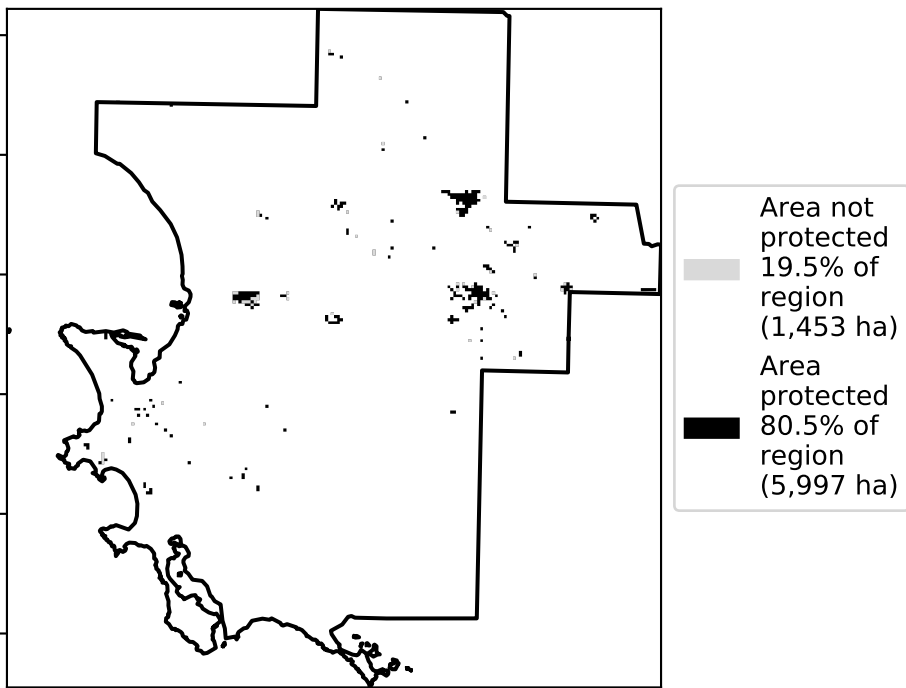 Area not
protected
19.5% of
region
(1,453 ha)
Area
protected
80.5% of
region
(5,997 ha)